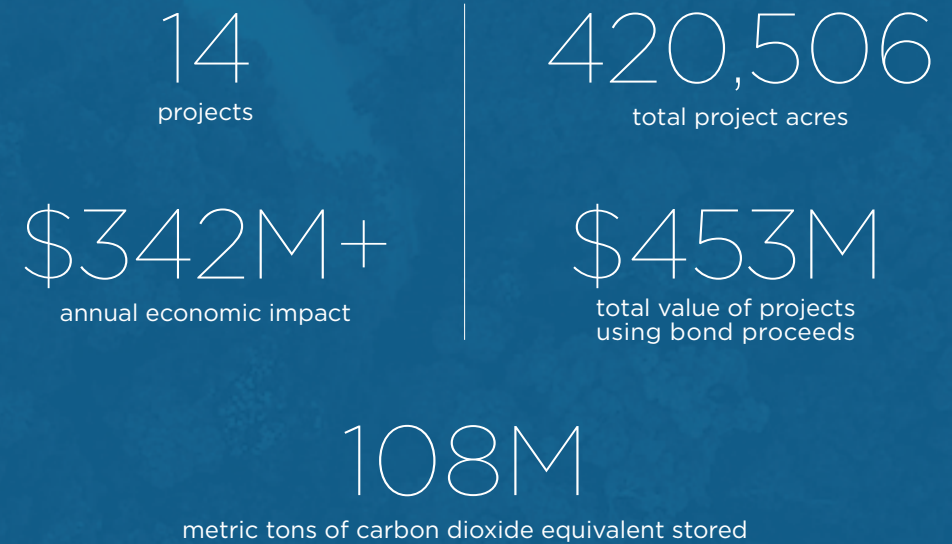 14
projects
420,506
total project acres
$342M+
annual economic impact
$453M
total value of projects
using bond proceeds
108M
metric tons of carbon dioxide equivalent stored